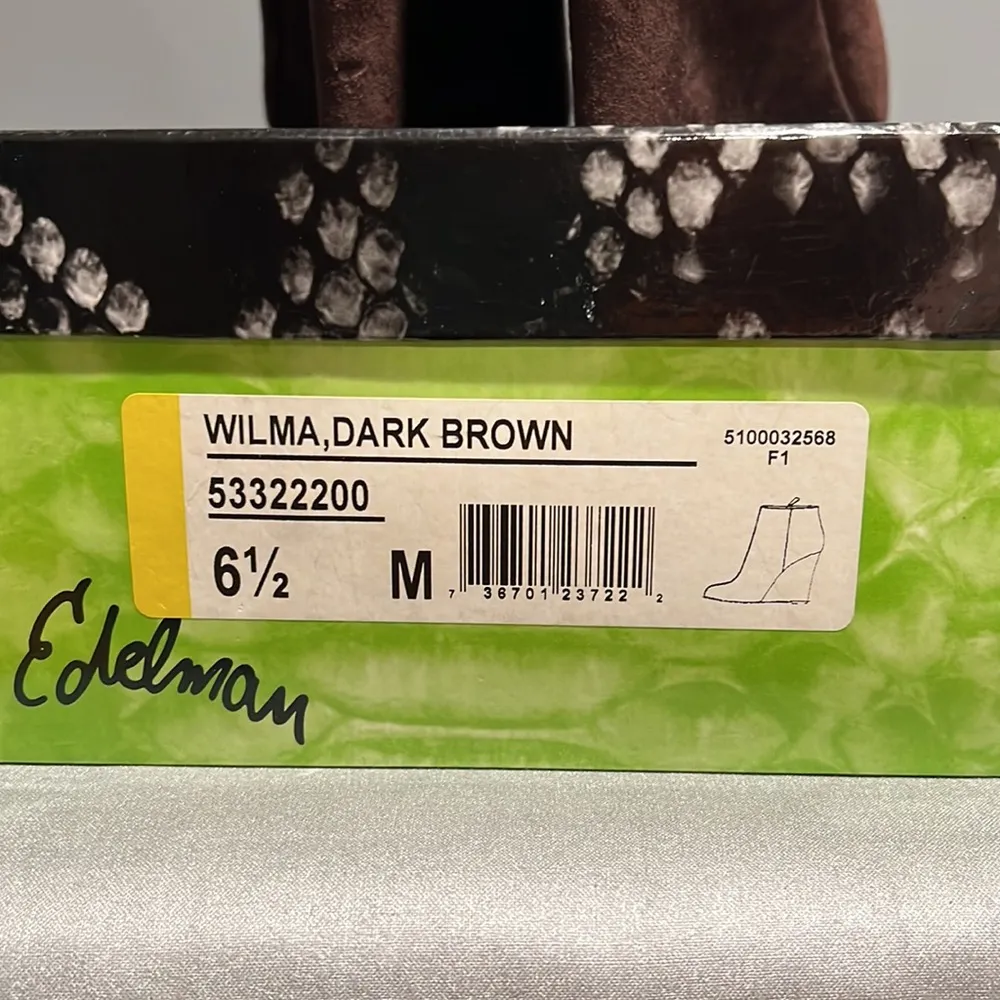 WILMA,DARK BROWN
5100032568
F1
53322200
6½ M
7 36701 23722 2
Edelman